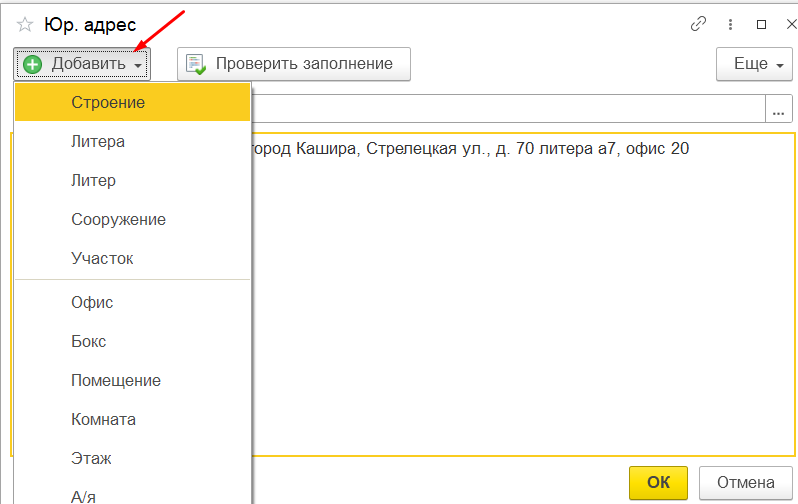 Юр. адрес
Добавить
Проверить заполнение
Еще
...
город Кашира, Стрелецкая ул., д. 70 литера а7, офис 20
Строение
Литера
Литер
Сооружение
Участок
Офис
Бокс
Помещение
Комната
Этаж
А/я
ОК
Отмена